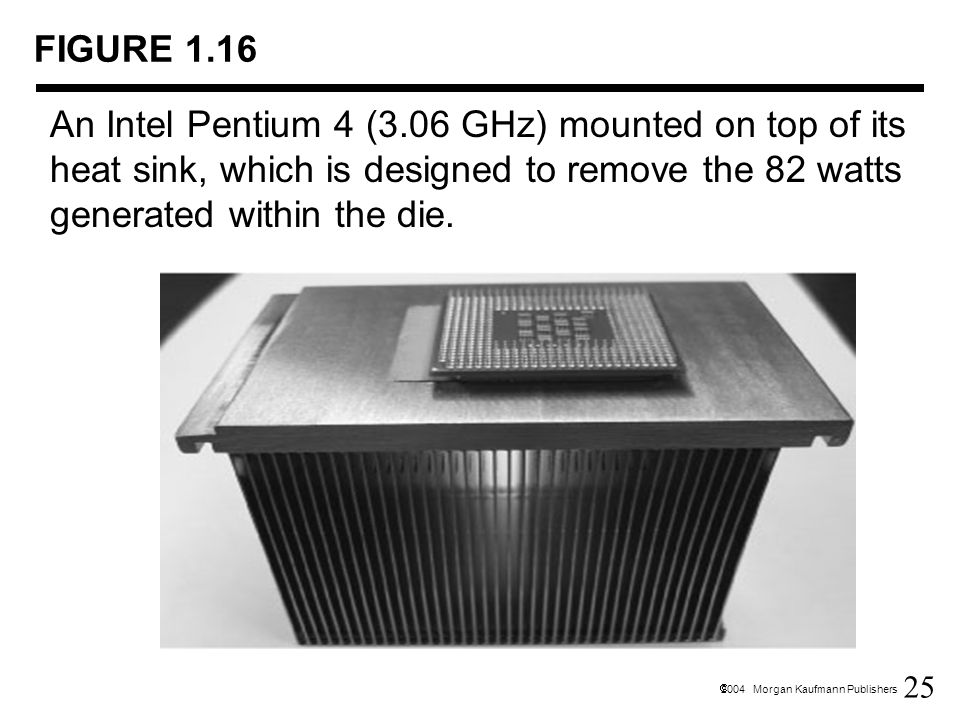 FIGURE 1.16
An Intel Pentium 4 (3.06 GHz) mounted on top of its
heat sink, which is designed to remove the 82 watts
generated within the die.
©2004 Morgan Kaufmann Publishers
25